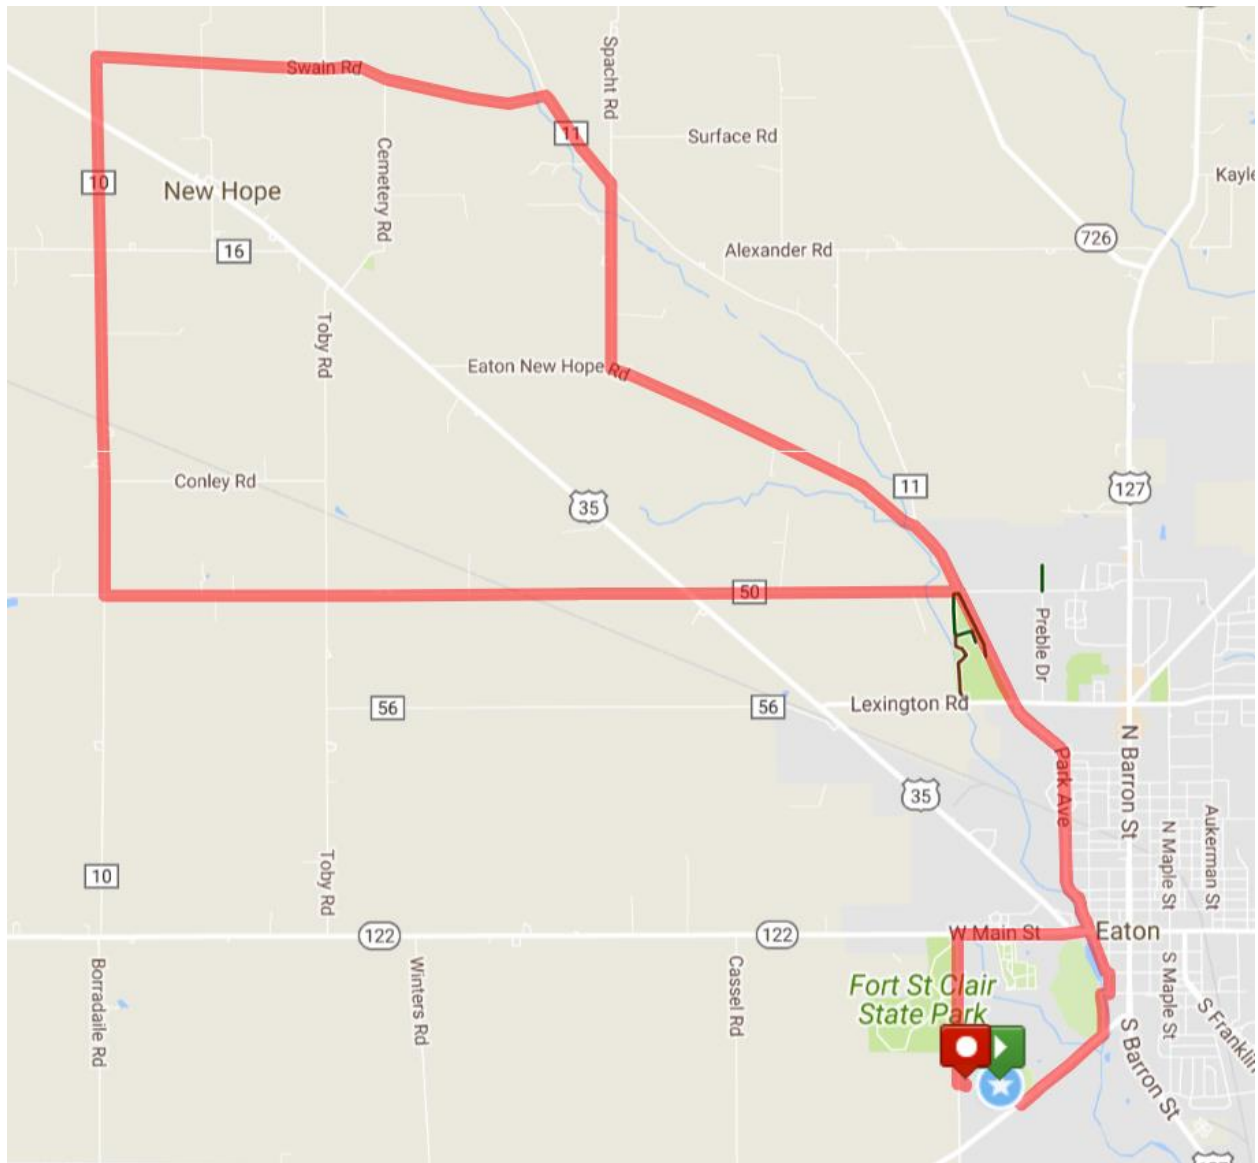 Swain Rd
Spacht Rd
11
Surface Rd
Cemetery Rd
10
New Hope
16
Alexander Rd
726
Toby Rd
Eaton New Hope Rd
Conley Rd
35
11
127
50
Preble Dr
56
56
Lexington Rd
N Barron St
Park Ave
35
Aukerman St
N Maple St
10
Toby Rd
122
122
W Main St
Eaton
Borradaile Rd
Winters Rd
Cassel Rd
Fort St Clair
State Park
S Maple St
S Franklin
S Barron St